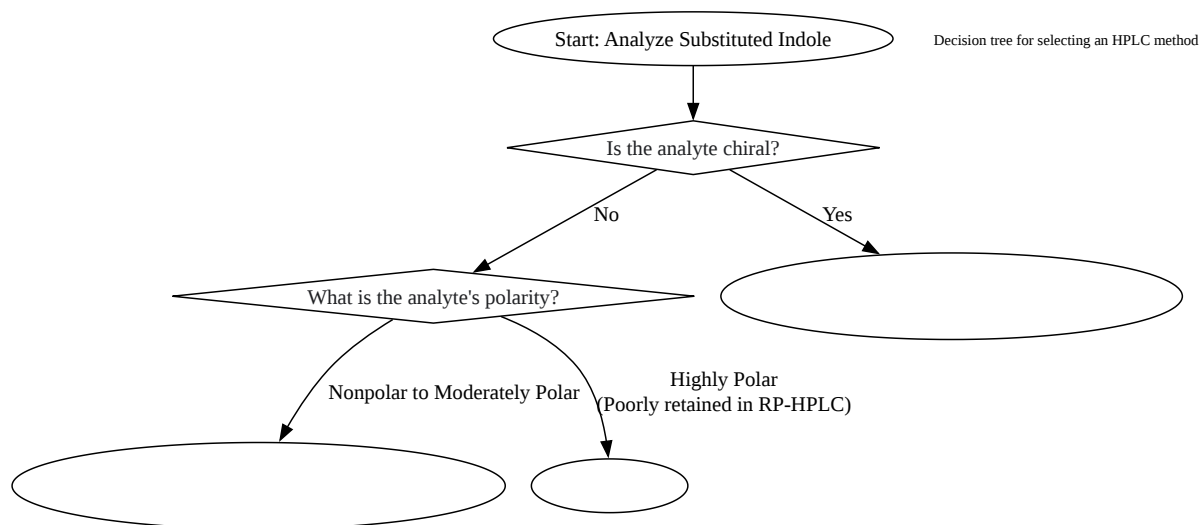 Start: Analyze Substituted Indole
Decision tree for selecting an HPLC method
Is the analyte chiral?
No
Yes
What is the analyte's polarity?
Nonpolar to Moderately Polar
Highly Polar
(Poorly retained in RP-HPLC)